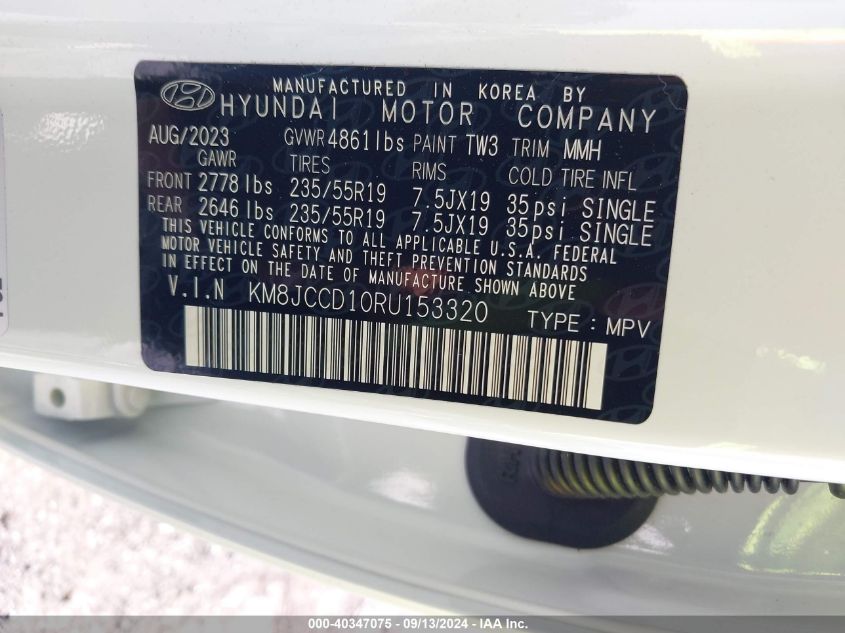 MANUFACTURED IN KOREA BY
HYUNDAI MOTOR COMPANY
AUG/2023 GVWR 4861 lbs PAINT TW3 TRIM MMH
GAWR TIRES RIMS COLD TIRE INFL
FRONT 2778 lbs 235/55R19 7.5JX19 35psi SINGLE
REAR 2646 lbs 235/55R19 7.5JX19 35psi SINGLE
THIS VEHICLE CONFORMS TO ALL APPLICABLE U.S.A. FEDERAL
MOTOR VEHICLE SAFETY AND THEFT PREVENTION STANDARDS
IN EFFECT ON THE DATE OF MANUFACTURE SHOWN ABOVE
V.I.N KM8JCCD10RU153320 TYPE : MPV
000-40347075 - 09/13/2024 - IAA Inc.